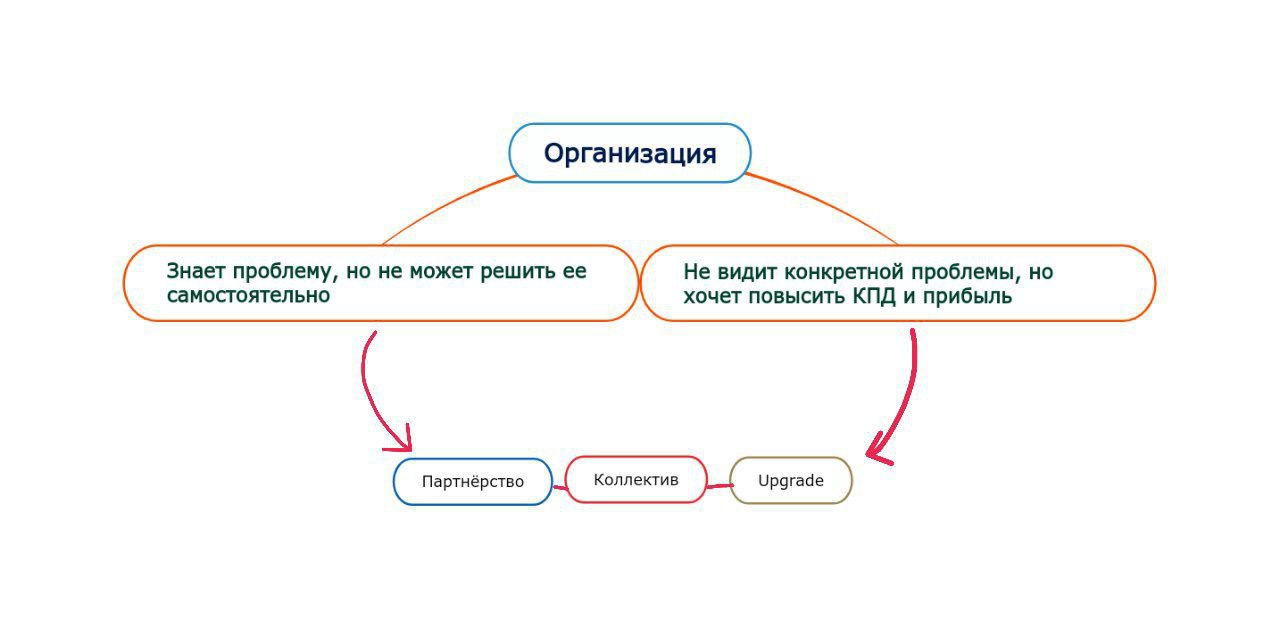 Организация
Знает проблему, но не может решить ее
самостоятельно
Не видит конкретной проблемы, но
хочет повысить КПД и прибыль
Партнёрство
Коллектив
Upgrade